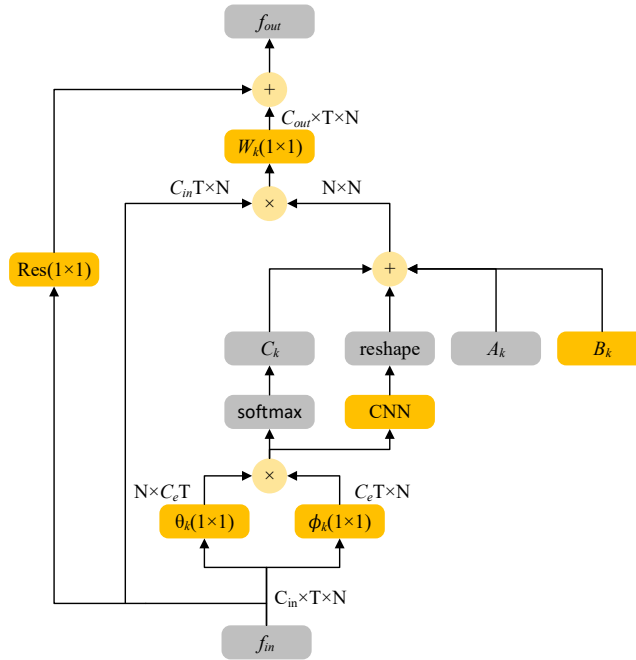 f_out
+
C_out×T×N
W_k(1×1)
C_inT×N
×
N×N
Res(1×1)
+
C_k
reshape
A_k
B_k
softmax
CNN
×
N×C_eT
C_eT×N
θ_k(1×1)
ϕ_k(1×1)
C_in×T×N
f_in